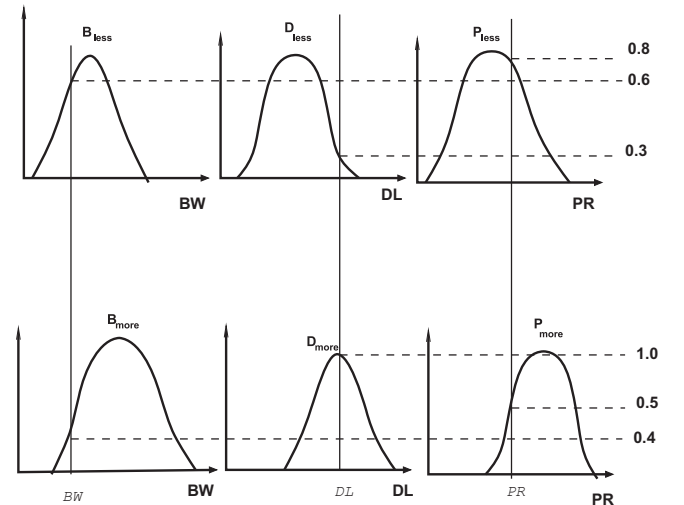 B less
D less
P less
0.8
0.6
0.3
BW
DL
PR
B more
D more
P more
1.0
0.5
0.4
BW
BW
DL
DL
PR
PR